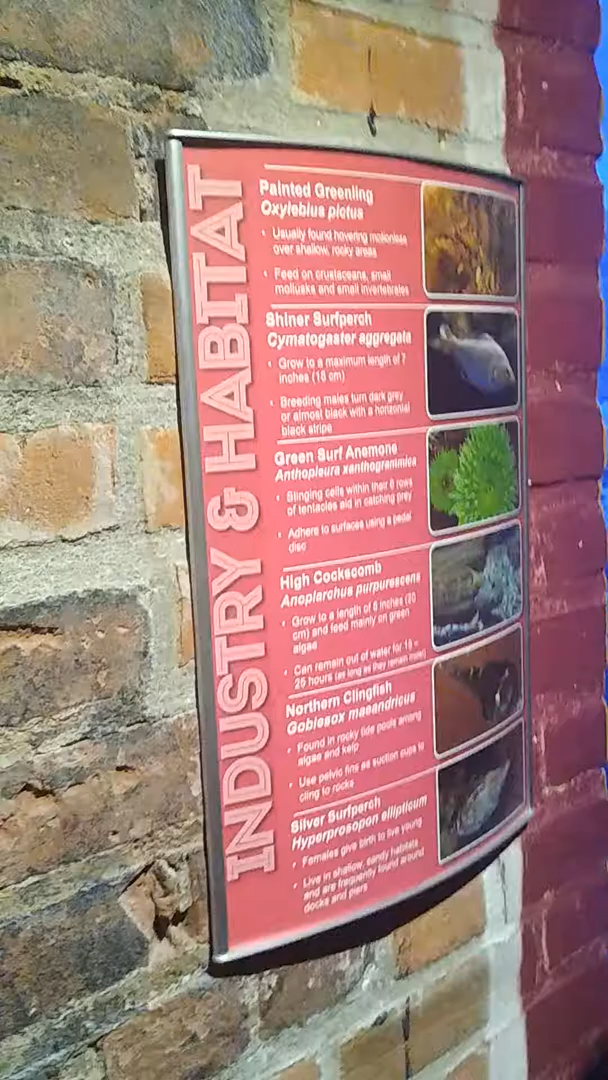 INDUSTRY & HABITAT
Painted Greenling
Oxylebius pictus
• Usually found hovering motionless
over shallow, rocky areas
• Feed on crustaceans, small
mollusks and small invertebrates
Shiner Surfperch
Cymatogaster aggregata
• Grow to a maximum length of 7
inches (18 cm)
• Breeding males turn dark grey
or almost black with a horizontal
black stripe
Green Surf Anemone
Anthopleura xanthogrammica
• Stinging cells within their 6 rows
of tentacles aid in catching prey
• Adhere to surfaces using a pedal
disc
High Cockscomb
Anoplarchus purpurescens
• Grow to a length of 8 inches (20
cm) and feed mainly on green
algae
• Can remain out of water for 15 –
25 hours (as long as they remain moist)
Northern Clingfish
Gobiesox maeandricus
• Found in rocky tide pools among
algae and kelp
• Use pelvic fins as suction cups to
cling to rocks
Silver Surfperch
Hyperprosopon ellipticum
• Females give birth to live young
• Live in shallow, sandy habitats
and are frequently found around
docks and piers